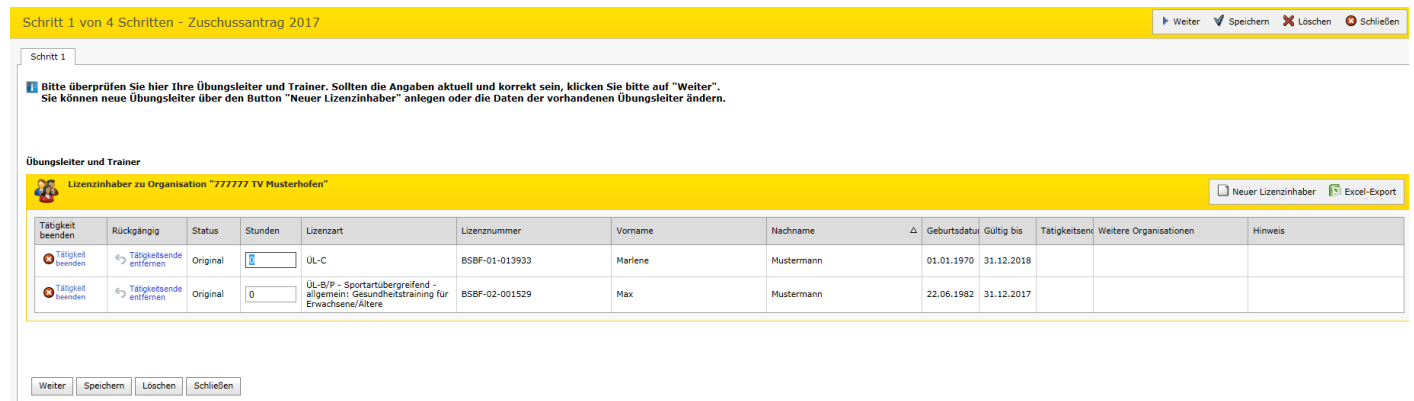 Schritt 1 von 4 Schritten - Zuschussantrag 2017
Weiter Speichern Löschen Schließen
Schritt 1
Bitte überprüfen Sie hier Ihre Übungsleiter und Trainer. Sollten die Angaben aktuell und korrekt sein, klicken Sie bitte auf "Weiter".
Sie können neue Übungsleiter über den Button "Neuer Lizenzinhaber" anlegen oder die Daten der vorhandenen Übungsleiter ändern.
Übungsleiter und Trainer
Lizenzinhaber zu Organisation "777777 TV Musterhofen"
Neuer Lizenzinhaber Excel-Export
Tätigkeit beenden Rückgängig Status Stunden Lizenzart Lizenznummer Vorname Nachname Geburtsdatu Gültig bis Tätigkeitsend Weitere Organisationen Hinweis
Tätigkeit beenden Tätigkeitsende entfernen Original 0 ÜL-C BSBF-01-013933 Marlene Mustermann 01.01.1970 31.12.2018
Tätigkeit beenden Tätigkeitsende entfernen Original 0 ÜL-B/P - Sportartübergreifend - allgemein: Gesundheitstraining für Erwachsene/Ältere BSBF-02-001529 Max Mustermann 22.06.1982 31.12.2017
Weiter Speichern Löschen Schließen